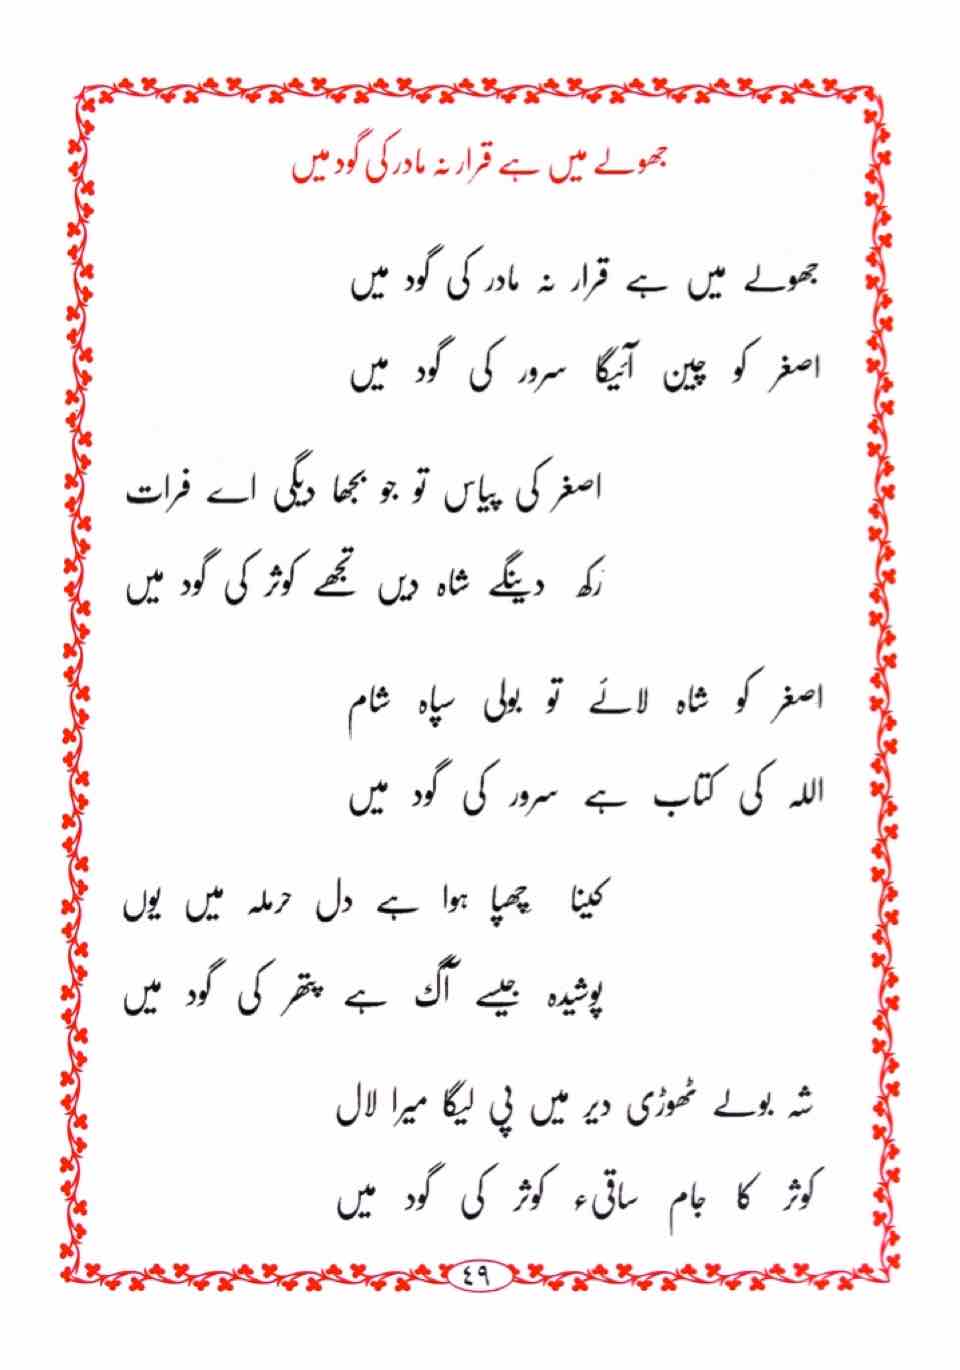 جھولے میں ہے قرار نہ مادر کی گود میں
جھولے میں ہے قرار نہ مادر کی گود میں
اصغر کو چین آئیگا سرور کی گود میں
اصغر کی پیاس تو جو بجھا دیگی اے فرات
رکھ دینگے شاہ دیں تجھے کوثر کی گود میں
اصغر کو شاہ لائے تو بولی سپاہ شام
اللہ کی کتاب ہے سرور کی گود میں
کینا چھپا ہوا ہے دل حرملہ میں یوں
پوشیدہ جیسے آگ ہے پتھر کی گود میں
شہ بولے ٹھوڑی دیر میں پی لیگا میرا لال
کوثر کا جام ساقیء کوثر کی گود میں
٤٩